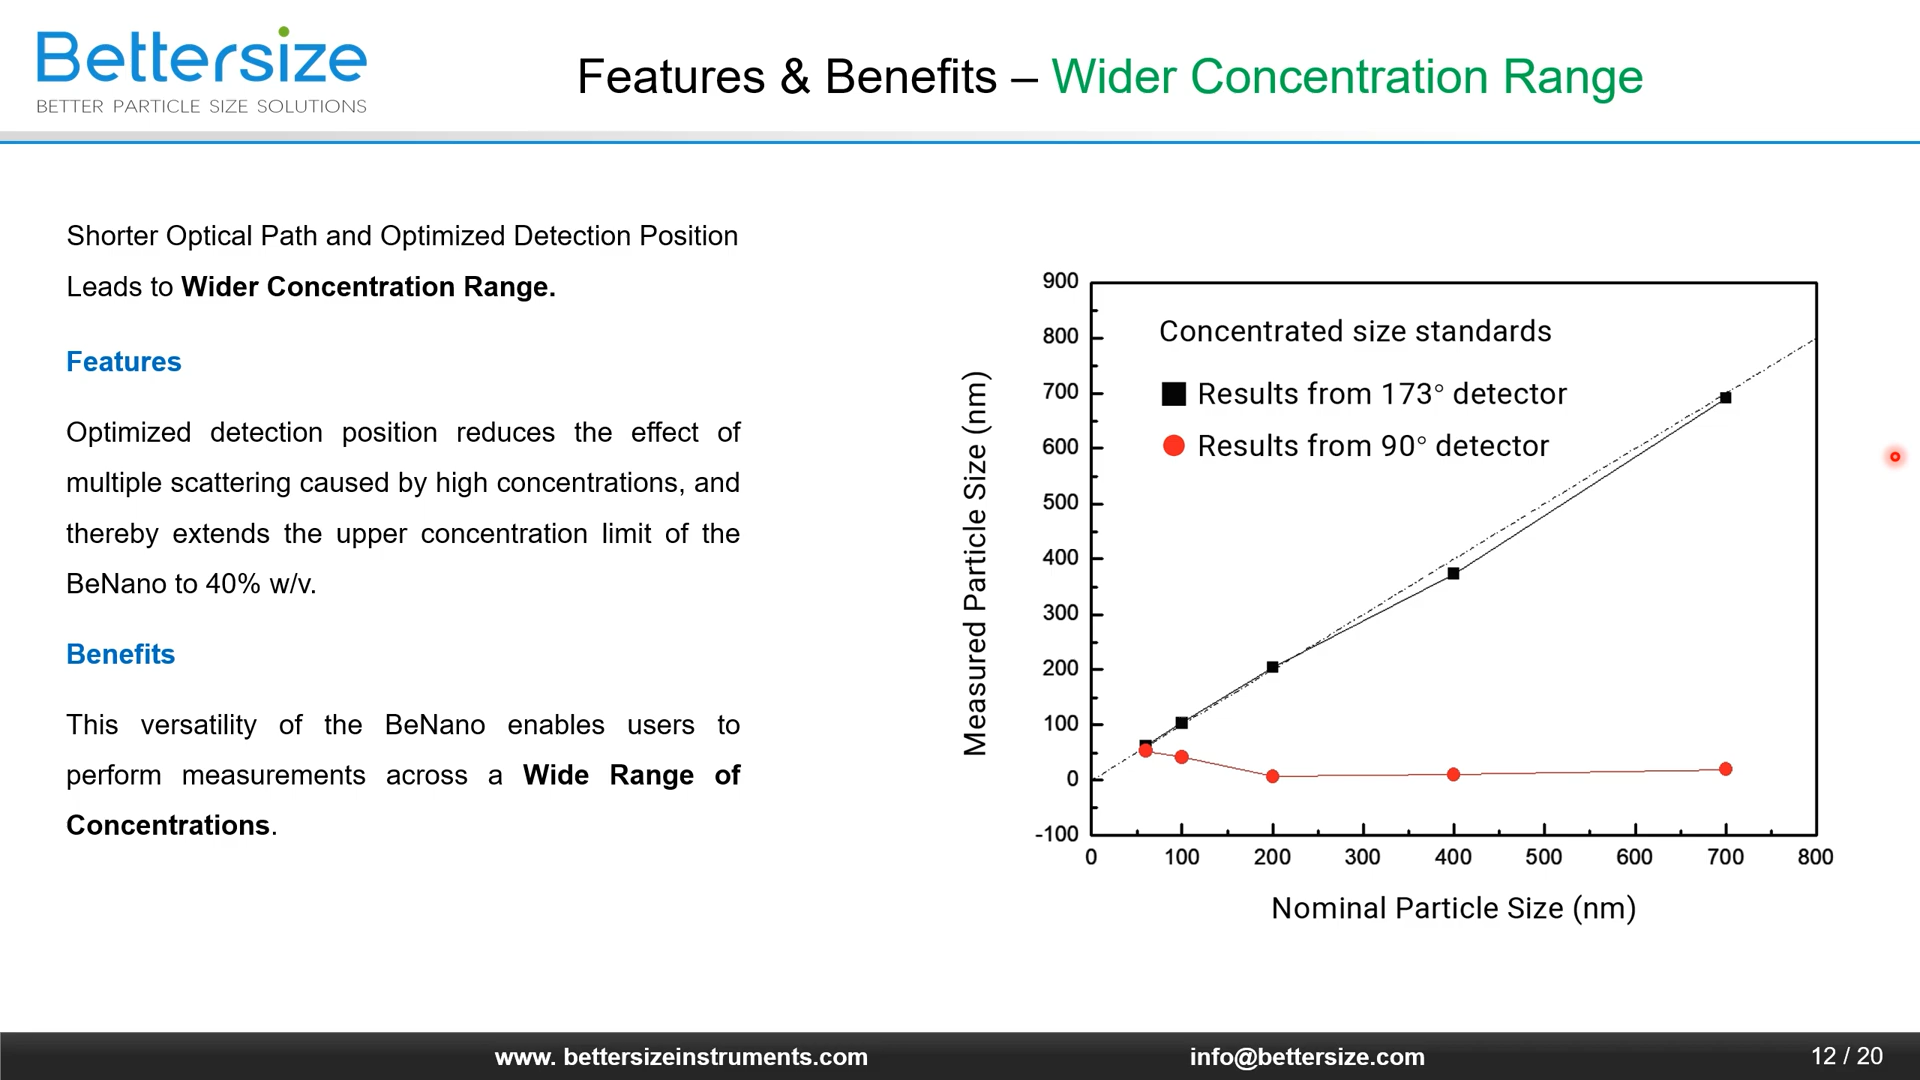 Bettersize
BETTER PARTICLE SIZE SOLUTIONS
Features & Benefits – Wider Concentration Range
Shorter Optical Path and Optimized Detection Position
Leads to Wider Concentration Range.
Features
Optimized detection position reduces the effect of
multiple scattering caused by high concentrations, and
thereby extends the upper concentration limit of the
BeNano to 40% w/v.
Benefits
This versatility of the BeNano enables users to
perform measurements across a Wide Range of
Concentrations.
Measured Particle Size (nm)
900
800
700
600
500
400
300
200
100
0
-100
Concentrated size standards
Results from 173° detector
Results from 90° detector
0 100 200 300 400 500 600 700 800
Nominal Particle Size (nm)
www. bettersizeinstruments.com
info@bettersize.com
12 / 20